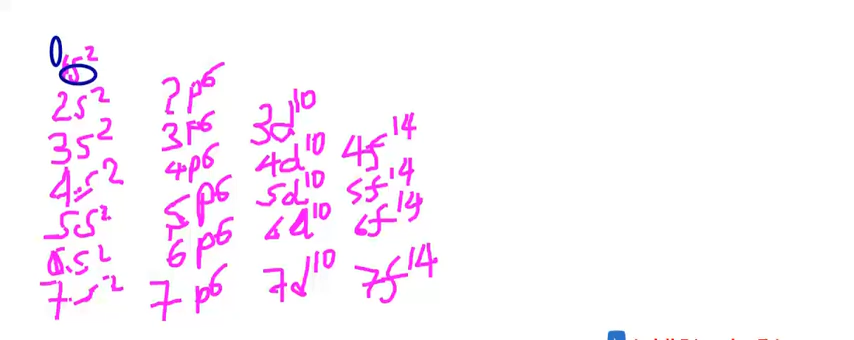 1s²
2s² 2p⁶
3s² 3p⁶ 3d¹⁰
4s² 4p⁶ 4d¹⁰ 4f¹⁴
5s² 5p⁶ 5d¹⁰ 5f¹⁴
6s² 6p⁶ 6d¹⁰ 6f¹⁴
7s² 7p⁶ 7d¹⁰ 7f¹⁴